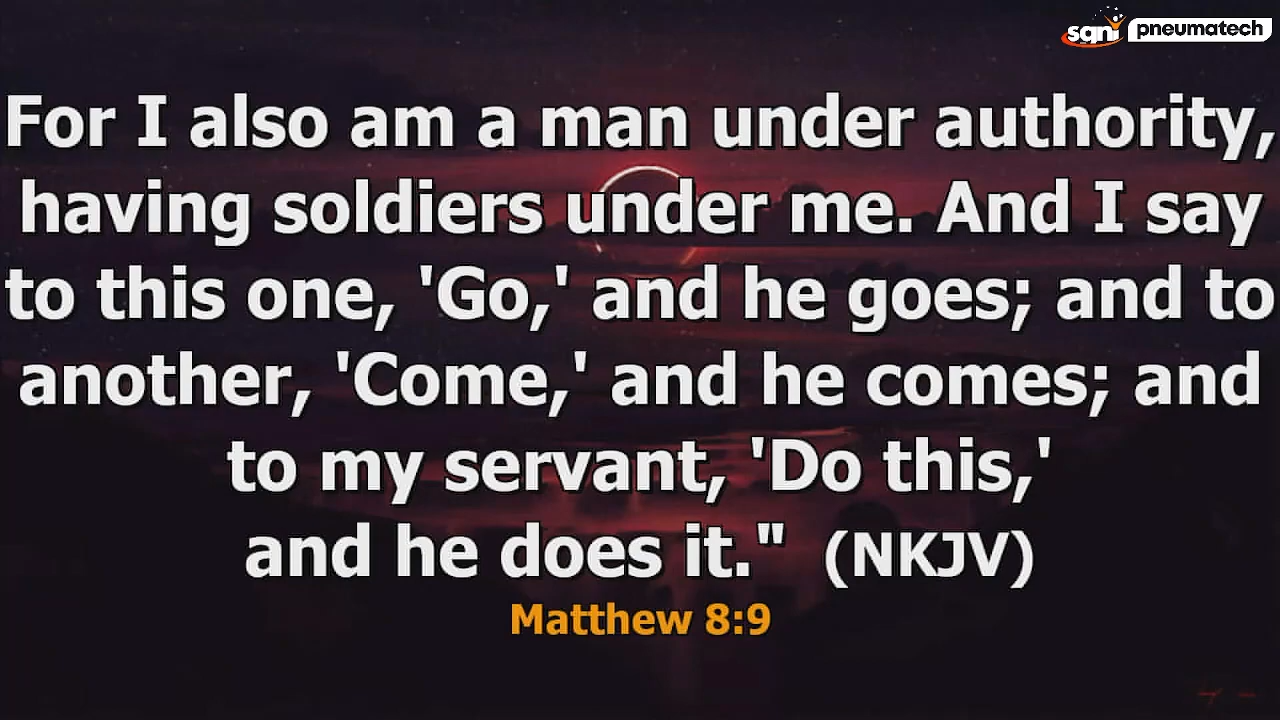 sqni pneumatech
For I also am a man under authority,
having soldiers under me. And I say
to this one, 'Go,' and he goes; and to
another, 'Come,' and he comes; and
to my servant, 'Do this,'
and he does it." (NKJV)
Matthew 8:9